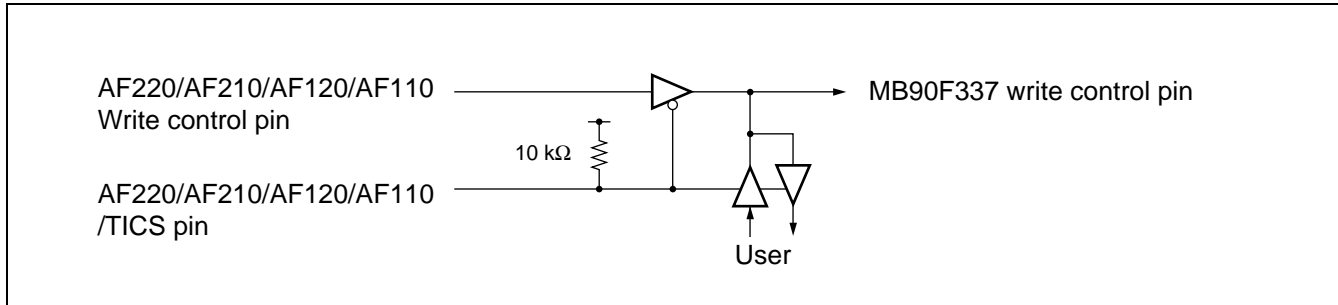 AF220/AF210/AF120/AF110
Write control pin
MB90F337 write control pin
10 kΩ
AF220/AF210/AF120/AF110
/TICS pin
User